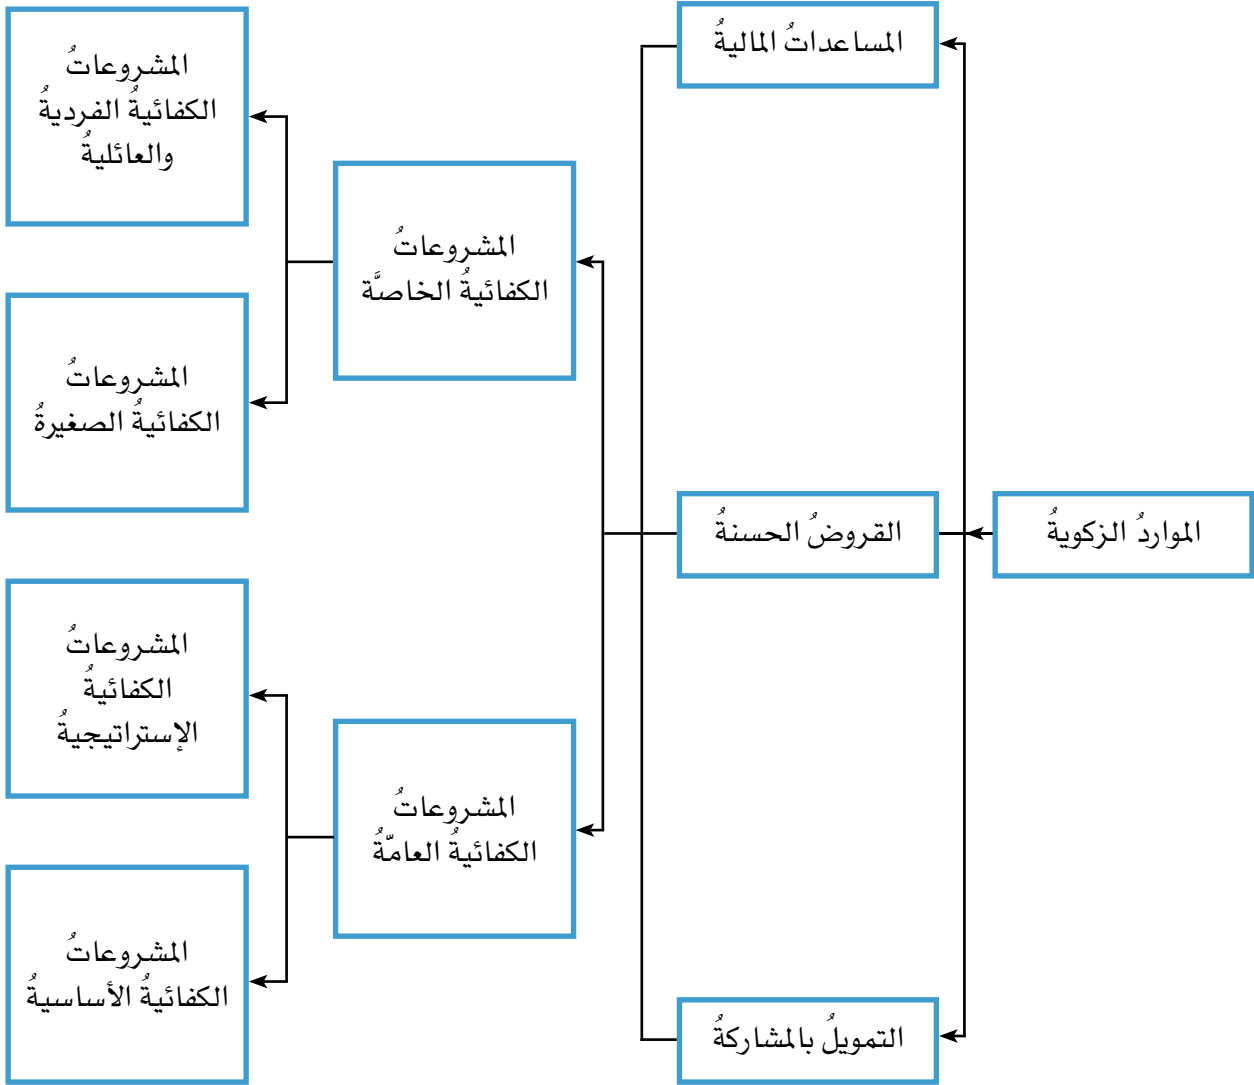 المواردُ الزكويةُ
المساعداتُ الماليةُ
القروضُ الحسنةُ
التمويلُ بالمشاركةُ
المشروعاتُ
الكفائيةُ الخاصَّة
المشروعاتُ
الكفائيةُ العامّةُ
المشروعاتُ
الكفائيةُ الفرديةُ
والعائليةُ
المشروعاتُ
الكفائيةُ الصغيرةُ
المشروعاتُ
الكفائيةُ
الإستراتيجيةُ
المشروعاتُ
الكفائيةُ الأساسيةُ